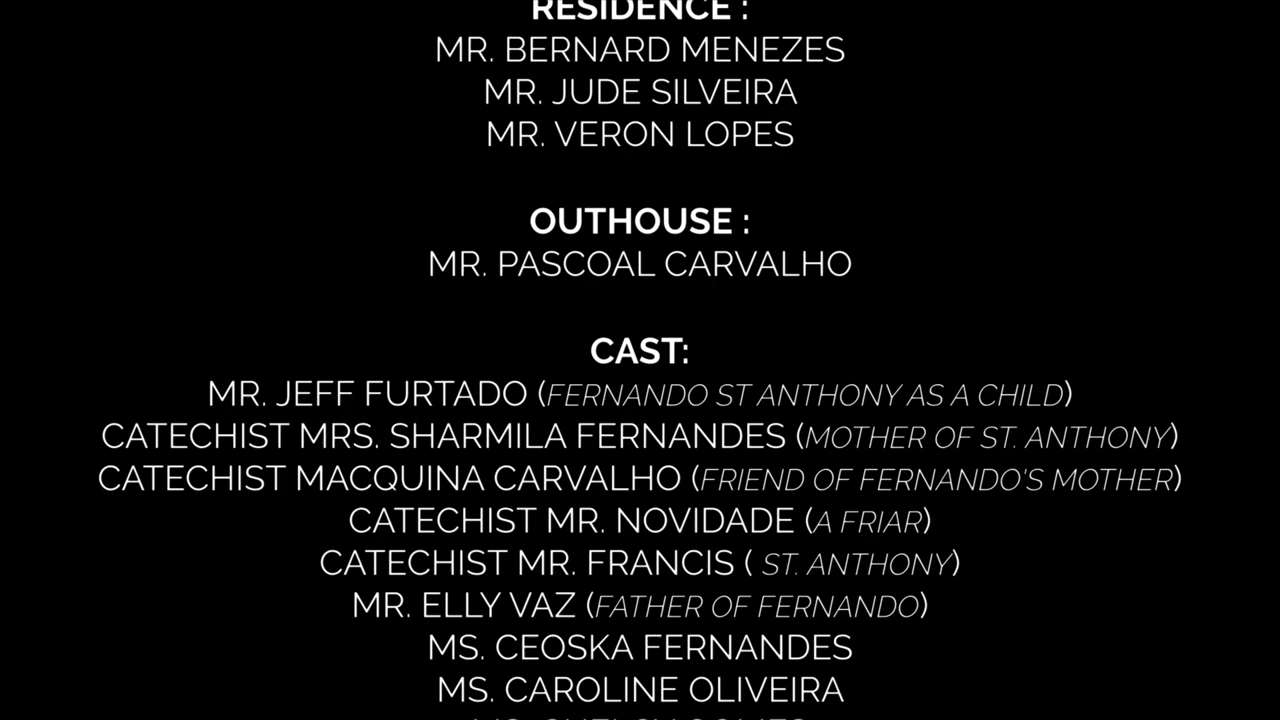 RESIDENCE :
MR. BERNARD MENEZES
MR. JUDE SILVEIRA
MR. VERON LOPES
OUTHOUSE :
MR. PASCOAL CARVALHO
CAST:
MR. JEFF FURTADO (FERNANDO ST ANTHONY AS A CHILD)
CATECHIST MRS. SHARMILA FERNANDES (MOTHER OF ST. ANTHONY)
CATECHIST MACQUINA CARVALHO (FRIEND OF FERNANDO'S MOTHER)
CATECHIST MR. NOVIDADE (A FRIAR)
CATECHIST MR. FRANCIS ( ST. ANTHONY)
MR. ELLY VAZ (FATHER OF FERNANDO)
MS. CEOSKA FERNANDES
MS. CAROLINE OLIVEIRA